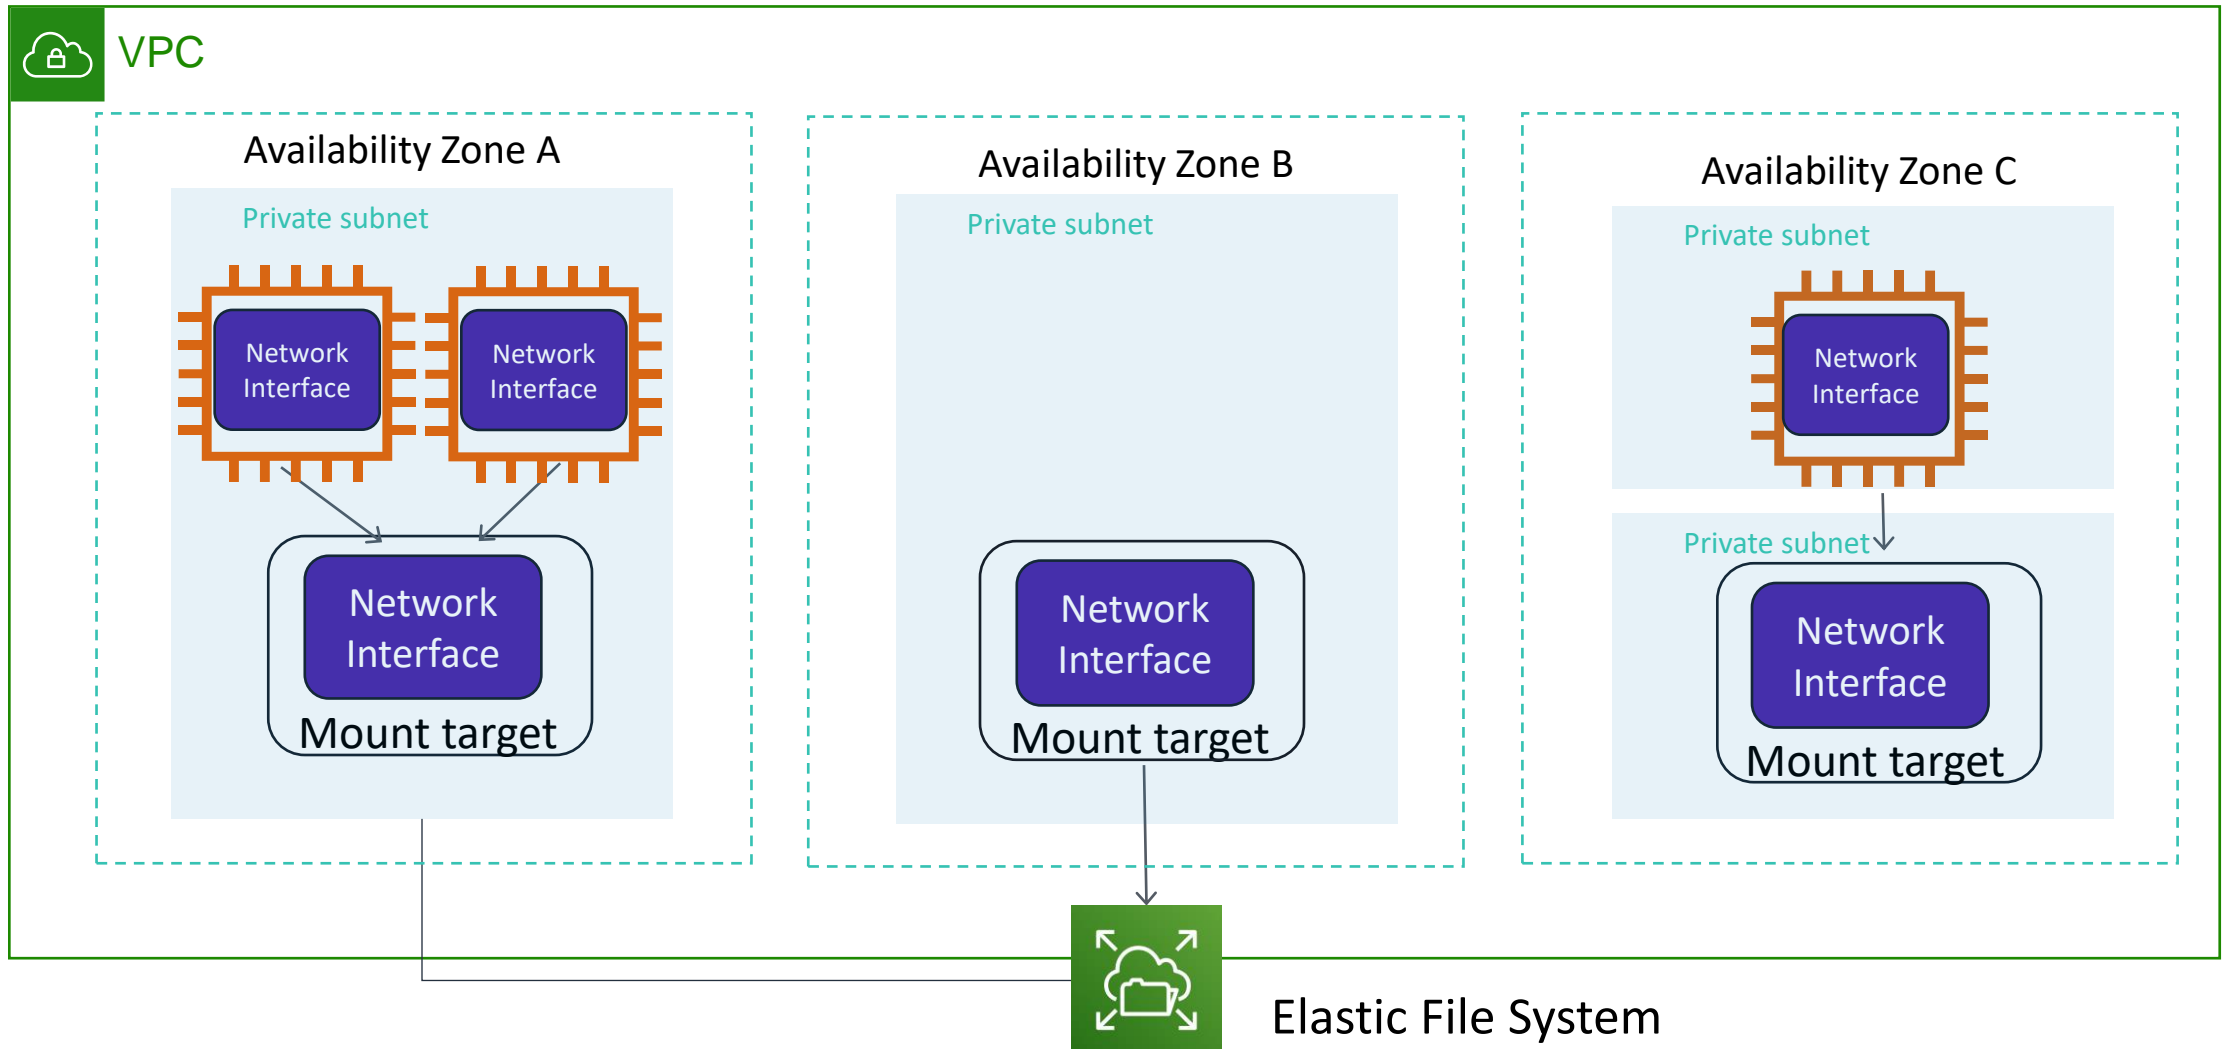 VPC
Availability Zone A
Private subnet
Network
Interface
Network
Interface
Network
Interface
Mount target
Availability Zone B
Private subnet
Network
Interface
Mount target
Availability Zone C
Private subnet
Network
Interface
Private subnet
Network
Interface
Mount target
Elastic File System